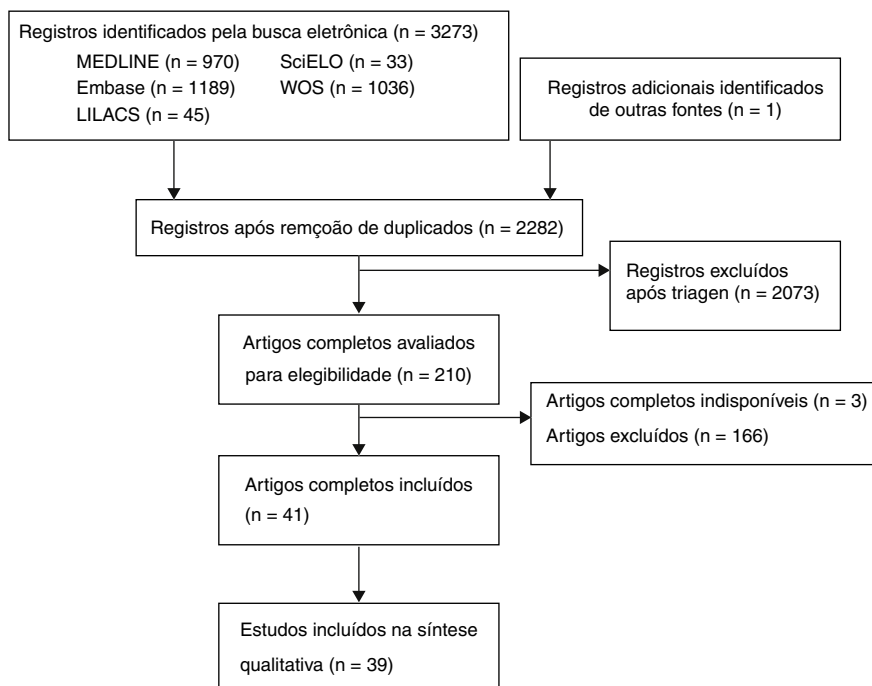 Registros identificados pela busca eletrônica (n = 3273)
MEDLINE (n = 970) SciELO (n = 33)
Embase (n = 1189) WOS (n = 1036)
LILACS (n = 45)
Registros adicionais identificados
de outras fontes (n = 1)
Registros após remçoão de duplicados (n = 2282)
Registros excluídos
após triagen (n = 2073)
Artigos completos avaliados
para elegibilidade (n = 210)
Artigos completos indisponíveis (n = 3)
Artigos excluídos (n = 166)
Artigos completos incluídos
(n = 41)
Estudos incluídos na síntese
qualitativa (n = 39)